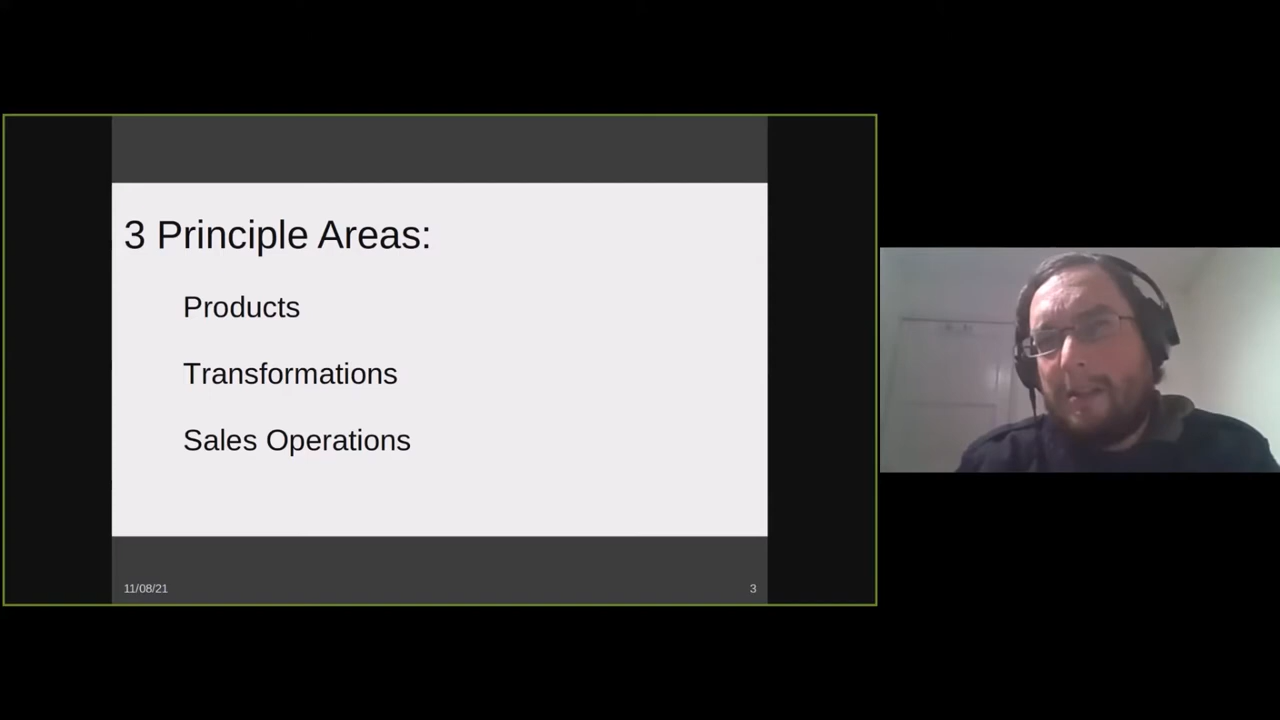 3 Principle Areas:
Products
Transformations
Sales Operations
11/08/21
3